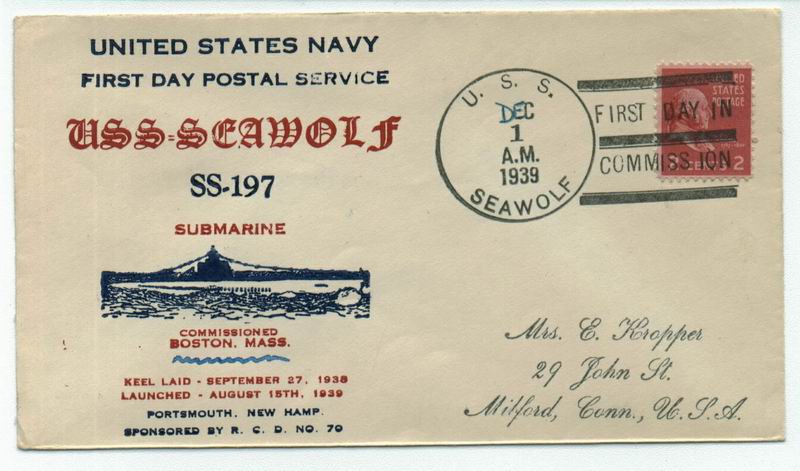 UNITED STATES NAVY
FIRST DAY POSTAL SERVICE
USS=SEAWOLF
SS-197
SUBMARINE
COMMISSIONED
BOSTON, MASS.
KEEL LAID - SEPTEMBER 27, 1938
LAUNCHED - AUGUST 15TH, 1939
PORTSMOUTH, NEW HAMP.
SPONSORED BY R. C. D. NO. 70
U. S. S.
DEC
1
A.M.
1939
SEAWOLF
FIRST DAY IN
COMMISSION
UNITED
STATES
POSTAGE
2
Mrs. E. Kropper
29 John St.
Milford, Conn., U.S.A.